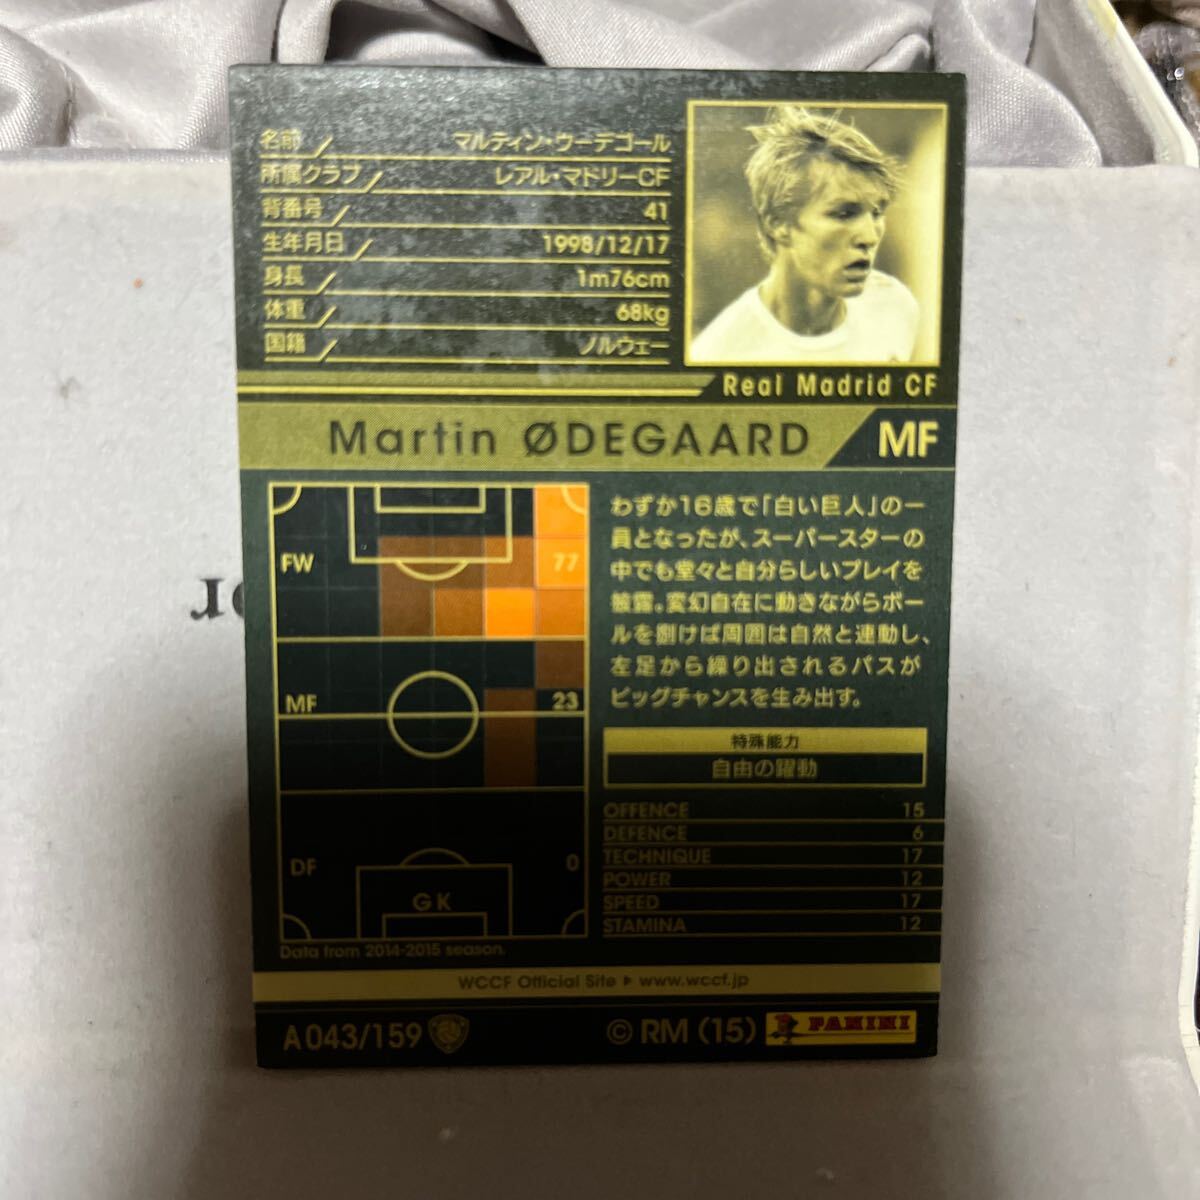 名前 マルティン・ウーデゴール
所属クラブ レアル・マドリーCF
背番号 41
生年月日 1998/12/17
身長 1m76cm
体重 68kg
国籍 ノルウェー
Real Madrid CF
Martin ØDEGAARD MF
FW 77
MF 23
DF 0
GK
Data from 2014-2015 season.
わずか16歳で「白い巨人」の一
員となったが、スーパースターの
中でも堂々と自分らしいプレイを
披露。変幻自在に動きながらボー
ルを捌けば周囲は自然と連動し、
左足から繰り出されるパスが
ビッグチャンスを生み出す。
特殊能力
自由の躍動
OFFENCE 15
DEFENCE 6
TECHNIQUE 17
POWER 12
SPEED 17
STAMINA 12
WCCF Official Site ▶ www.wccf.jp
A043/159
© RM (15) PANINI